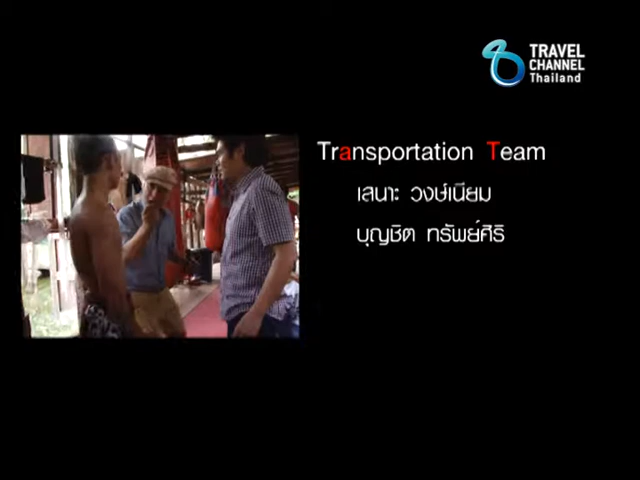 TRAVEL
CHANNEL
Thailand
Transportation Team
เสนาะ วงษ์เนียม
บุญชิต ทรัพย์ศิริ